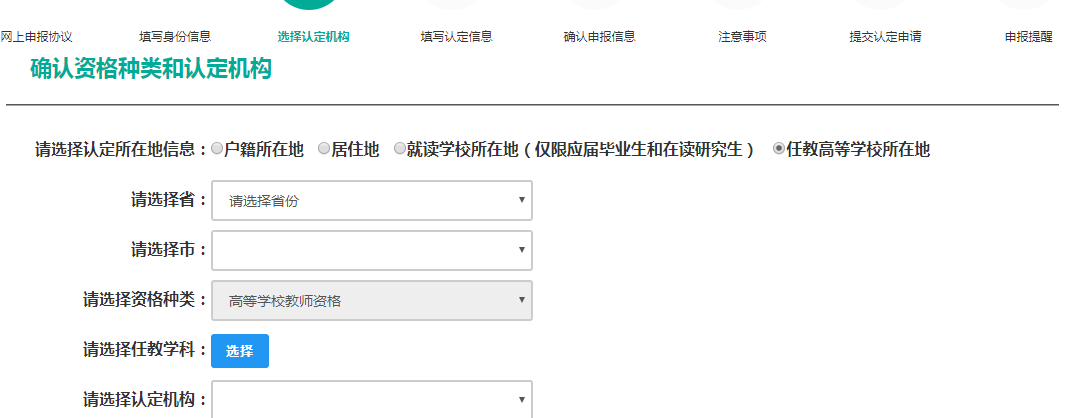 网上申报协议 填写身份信息 选择认定机构 填写认定信息 确认申报信息 注意事项 提交认定申请 申报提醒
确认资格种类和认定机构
请选择认定所在地信息：户籍所在地 居住地 就读学校所在地（仅限应届毕业生和在读研究生） 任教高等学校所在地
请选择省：请选择省份
请选择市：
请选择资格种类：高等学校教师资格
请选择任教学科：选择
请选择认定机构：